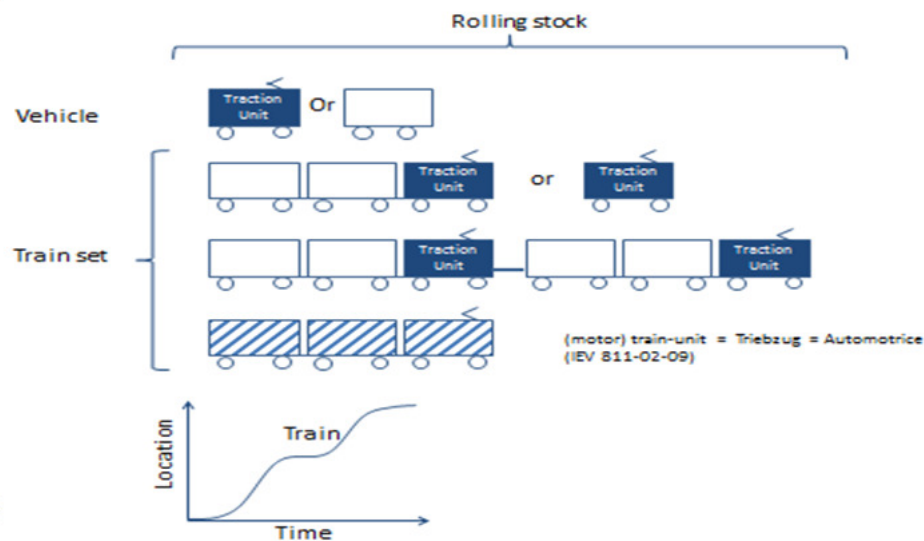 Rolling stock
Vehicle
Traction
Unit
Or
Train set
Traction
Unit
or
Traction
Unit
Traction
Unit
Traction
Unit
(motor) train-unit = Triebzug = Automotrice
(IEV 811-02-09)
Location
Train
Time